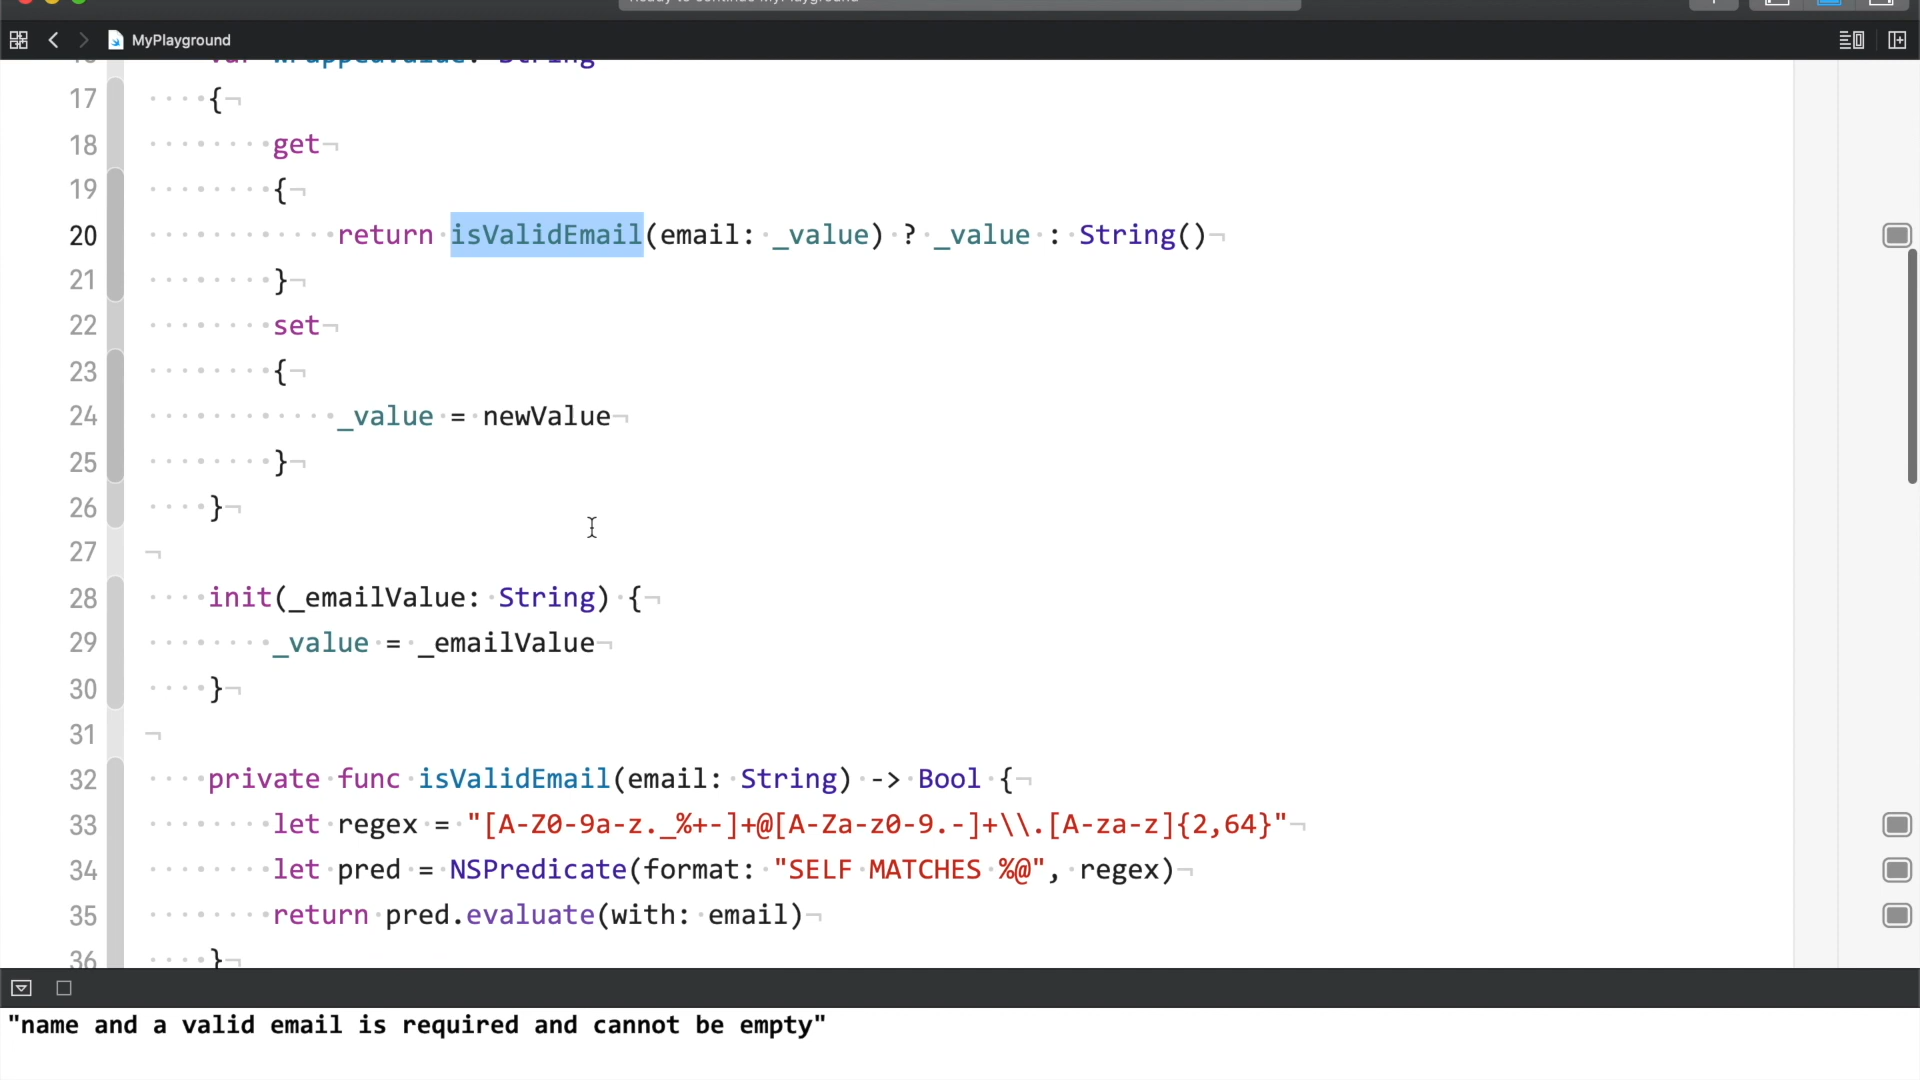 MyPlayground
var wrappedValue: String
17 {
18 get
19 {
20 return isValidEmail(email: _value) ? _value : String()
21 }
22 set
23 {
24 _value = newValue
25 }
26 }
27
28 init(_emailValue: String) {
29 _value = _emailValue
30 }
31
32 private func isValidEmail(email: String) -> Bool {
33 let regex = "[A-Z0-9a-z._%+-]+@[A-Za-z0-9.-]+\\.[A-za-z]{2,64}"
34 let pred = NSPredicate(format: "SELF MATCHES %@", regex)
35 return pred.evaluate(with: email)
36 }
"name and a valid email is required and cannot be empty"